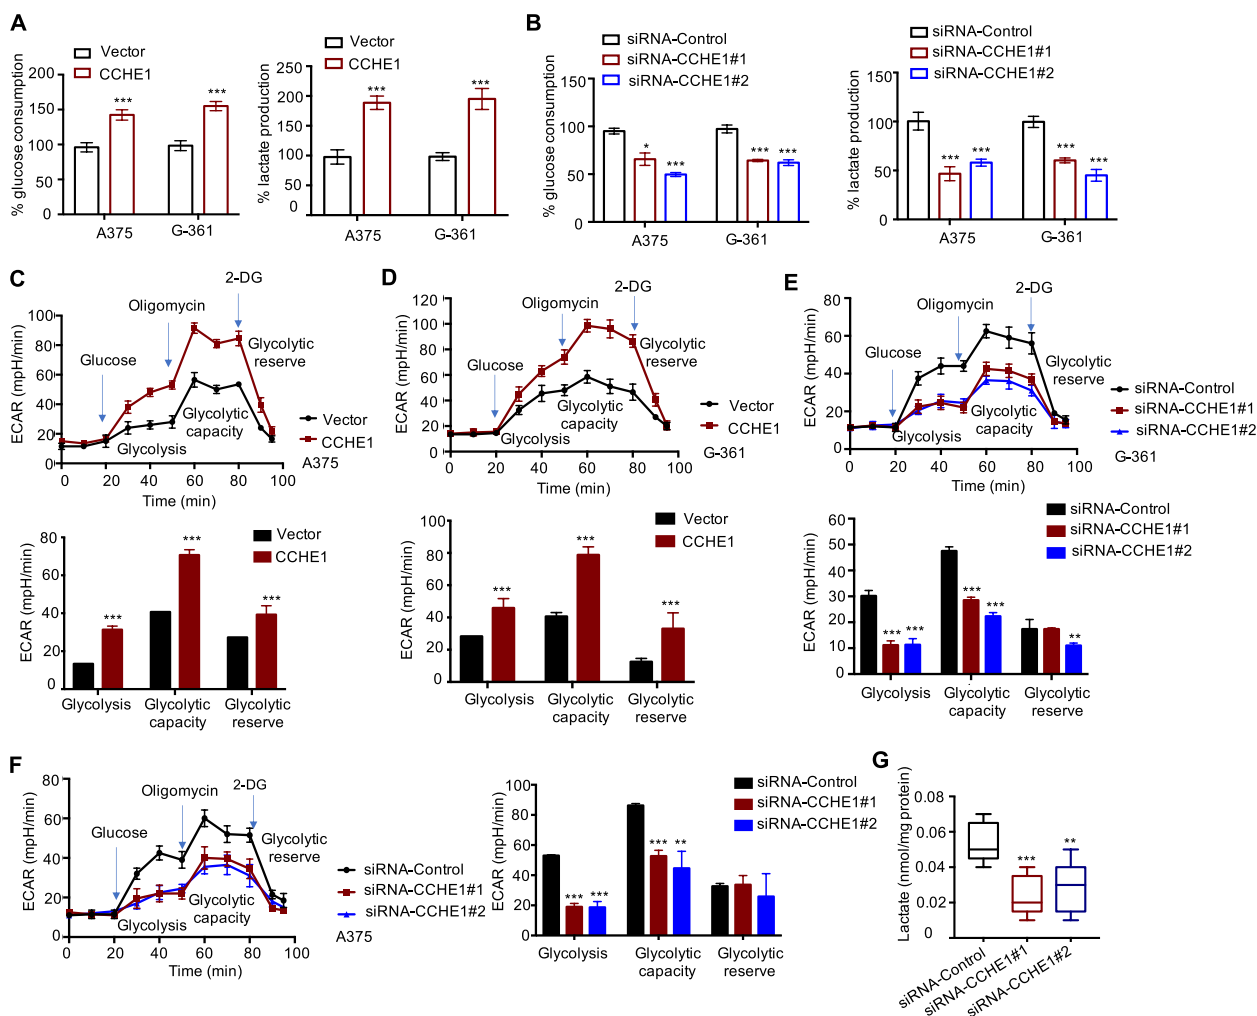 A
Vector
CCHE1
% glucose consumption
200
150
100
50
0
***
***
A375
G-361
Vector
CCHE1
% lactate production
250
200
150
100
50
0
***
***
A375
G-361
B
siRNA-Control
siRNA-CCHE1#1
siRNA-CCHE1#2
% glucose consumption
150
100
50
0
*
***
***
***
A375
G-361
siRNA-Control
siRNA-CCHE1#1
siRNA-CCHE1#2
% lactate production
150
100
50
0
***
***
***
***
A375
G-361
C
ECAR (mpH/min)
100
80
60
40
20
0
Glucose
Oligomycin
2-DG
Glycolytic
reserve
Glycolysis
Glycolytic
capacity
0 20 40 60 80 100
Time (min)
Vector
CCHE1
A375
ECAR (mpH/min)
80
60
40
20
0
Vector
CCHE1
***
***
***
Glycolysis
Glycolytic
capacity
Glycolytic
reserve
D
ECAR (mpH/min)
120
100
80
60
40
20
0
Glucose
Oligomycin
2-DG
Glycolytic
reserve
Glycolysis
Glycolytic
capacity
0 20 40 60 80 100
Time (min)
Vector
CCHE1
G-361
ECAR (mpH/min)
100
80
60
40
20
0
Vector
CCHE1
***
***
***
Glycolysis
Glycolytic
capacity
Glycolytic
reserve
E
ECAR (mpH/min)
80
60
40
20
0
Glucose
Oligomycin
2-DG
Glycolytic
reserve
Glycolysis
Glycolytic
capacity
0 20 40 60 80 100
Time (min)
siRNA-Control
siRNA-CCHE1#1
siRNA-CCHE1#2
G-361
ECAR (mpH/min)
60
50
40
30
20
10
0
siRNA-Control
siRNA-CCHE1#1
siRNA-CCHE1#2
***
***
***
***
**
Glycolysis
Glycolytic
capacity
Glycolytic
reserve
F
ECAR (mpH/min)
80
60
40
20
0
Glucose
Oligomycin
2-DG
Glycolytic
reserve
Glycolysis
Glycolytic
capacity
0 20 40 60 80 100
Time (min)
siRNA-Control
siRNA-CCHE1#1
siRNA-CCHE1#2
A375
ECAR (mpH/min)
100
80
60
40
20
0
siRNA-Control
siRNA-CCHE1#1
siRNA-CCHE1#2
***
***
***
**
Glycolysis
Glycolytic
capacity
Glycolytic
reserve
G
Lactate (nmol/mg protein)
0.08
0.06
0.04
0.02
0
***
**
siRNA-Control
siRNA-CCHE1#1
siRNA-CCHE1#2